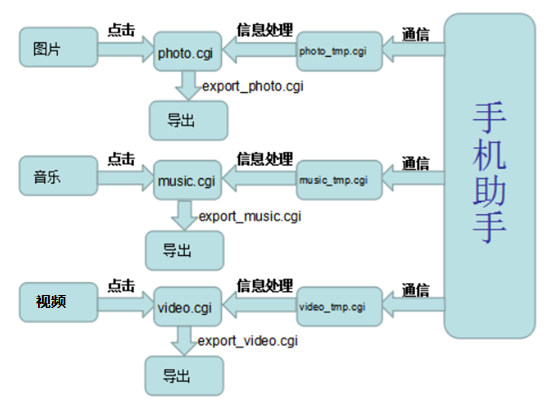 图片
点击
photo.cgi
信息处理
photo_tmp.cgi
通信
export_photo.cgi
导出
音乐
点击
music.cgi
信息处理
music_tmp.cgi
通信
export_music.cgi
导出
视频
点击
video.cgi
信息处理
video_tmp.cgi
通信
export_video.cgi
导出
手机助手